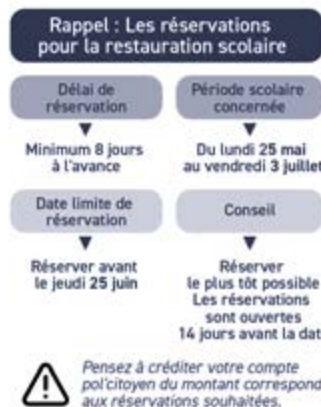 Rappel : Les réservations
pour la restauration scolaire
Délai de
réservation
Minimum 8 jours
à l'avance
Période scolaire
concernée
Du lundi 25 mai
au vendredi 3 juillet
Date limite de
réservation
Réserver avant
le jeudi 25 juin
Conseil
Réserver
le plus tôt possible
Les réservations
sont ouvertes
14 jours avant la dat
Pensez à créditer votre compte
pol'citoyen du montant correspond
aux réservations souhaitées.